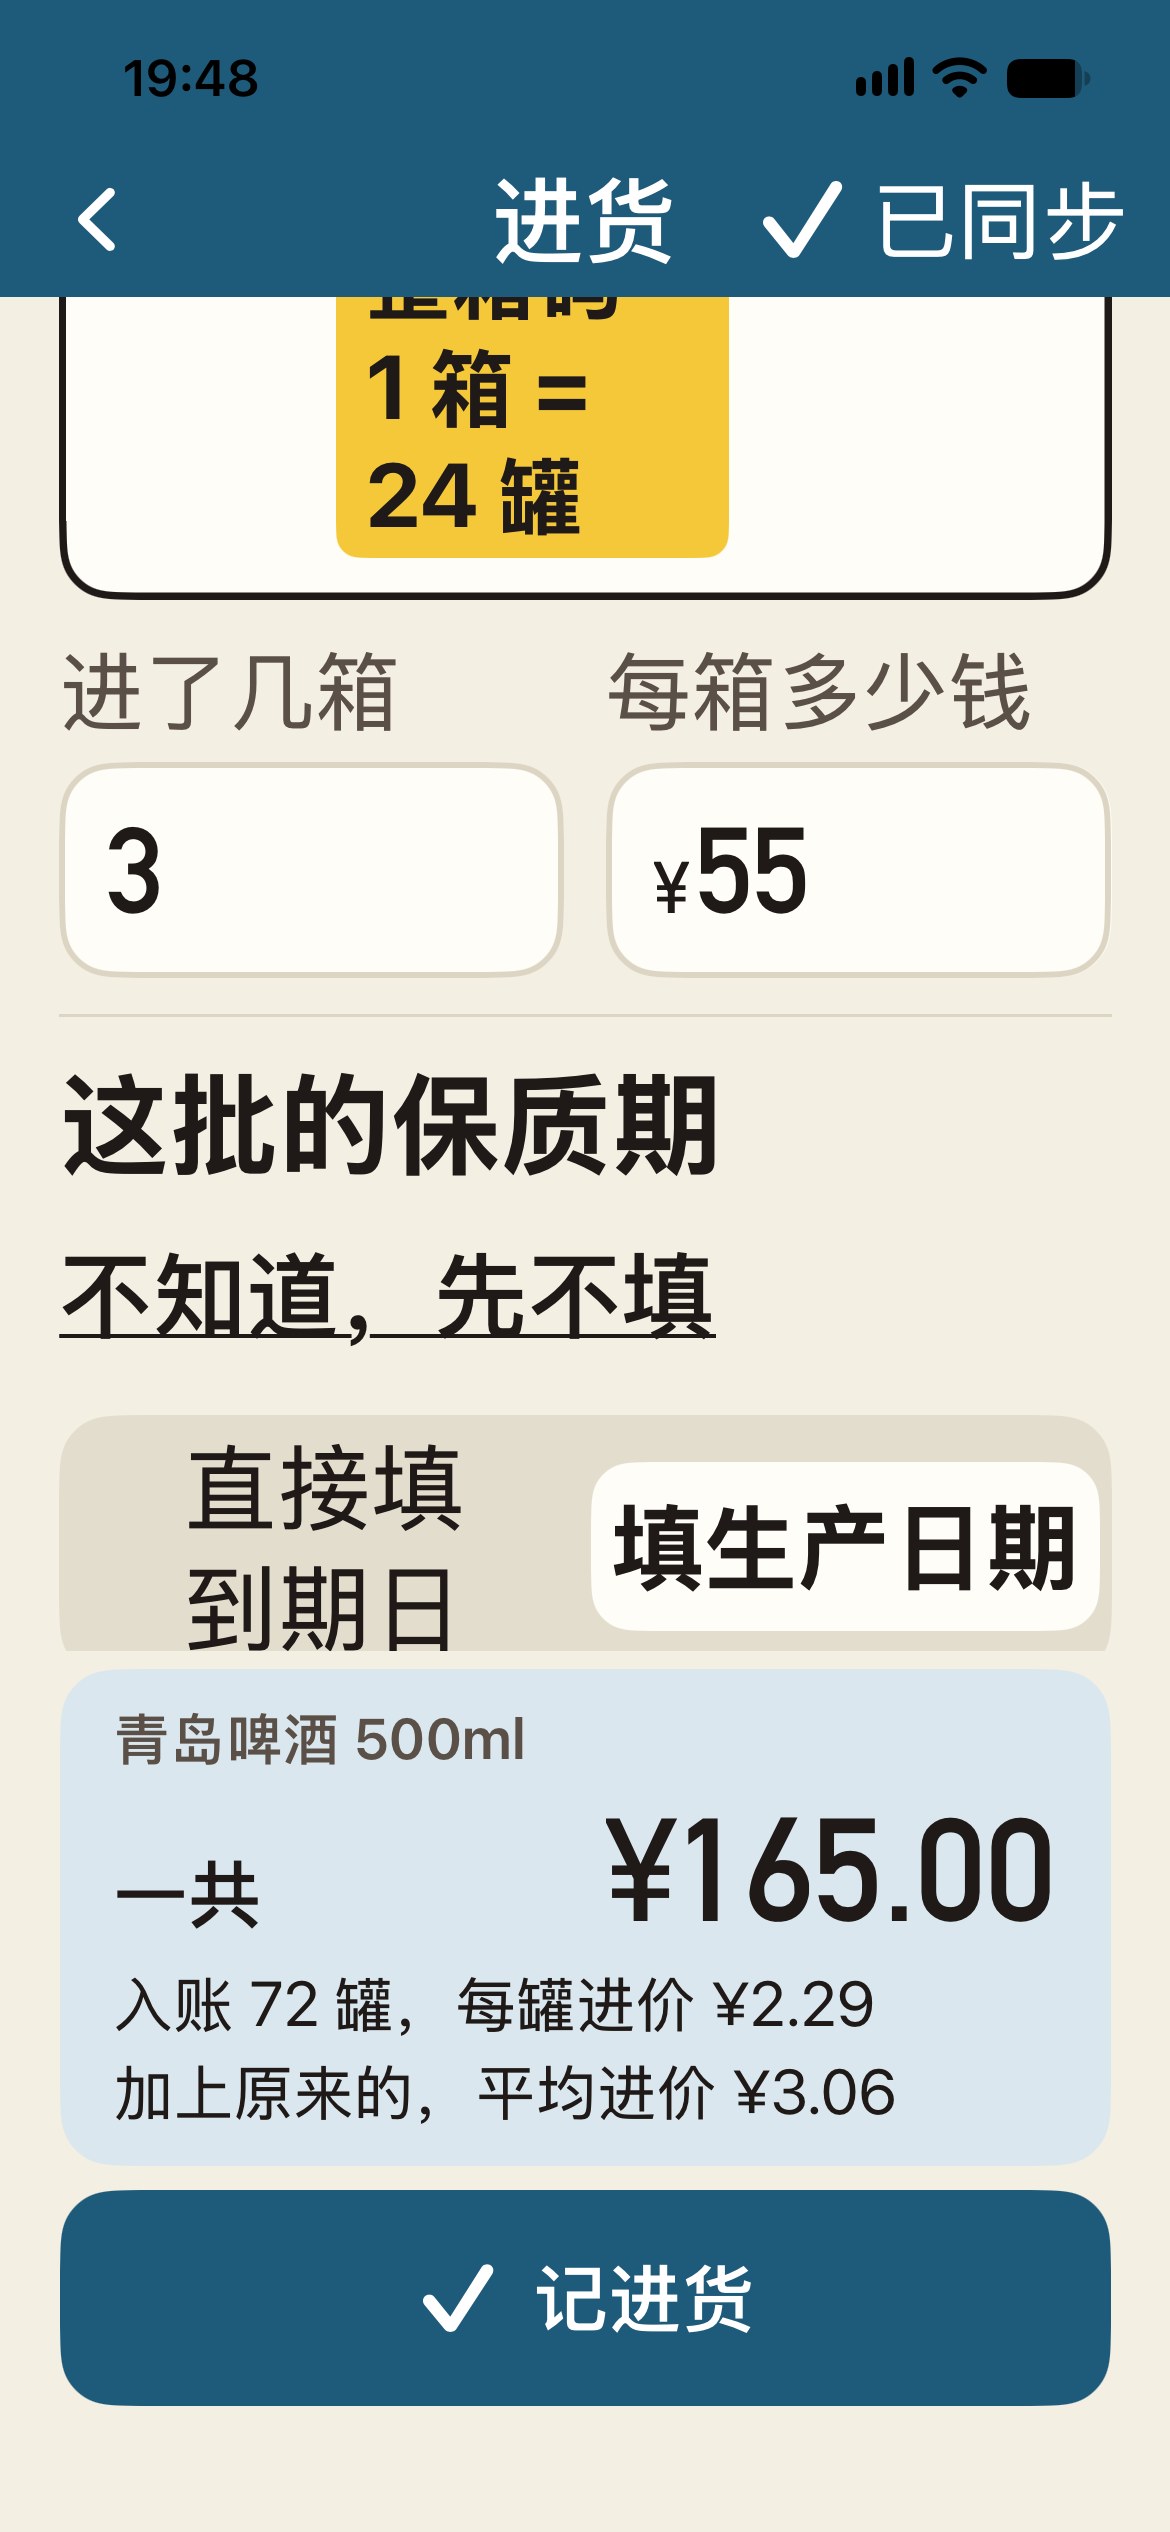 19:48
进货
已同步
整箱码
1 箱 =
24 罐
进了几箱
每箱多少钱
3
¥55
这批的保质期
不知道，先不填
直接填
到期日
填生产日期
青岛啤酒 500ml
一共
¥165.00
入账 72 罐，每罐进价 ¥2.29
加上原来的，平均进价 ¥3.06
记进货